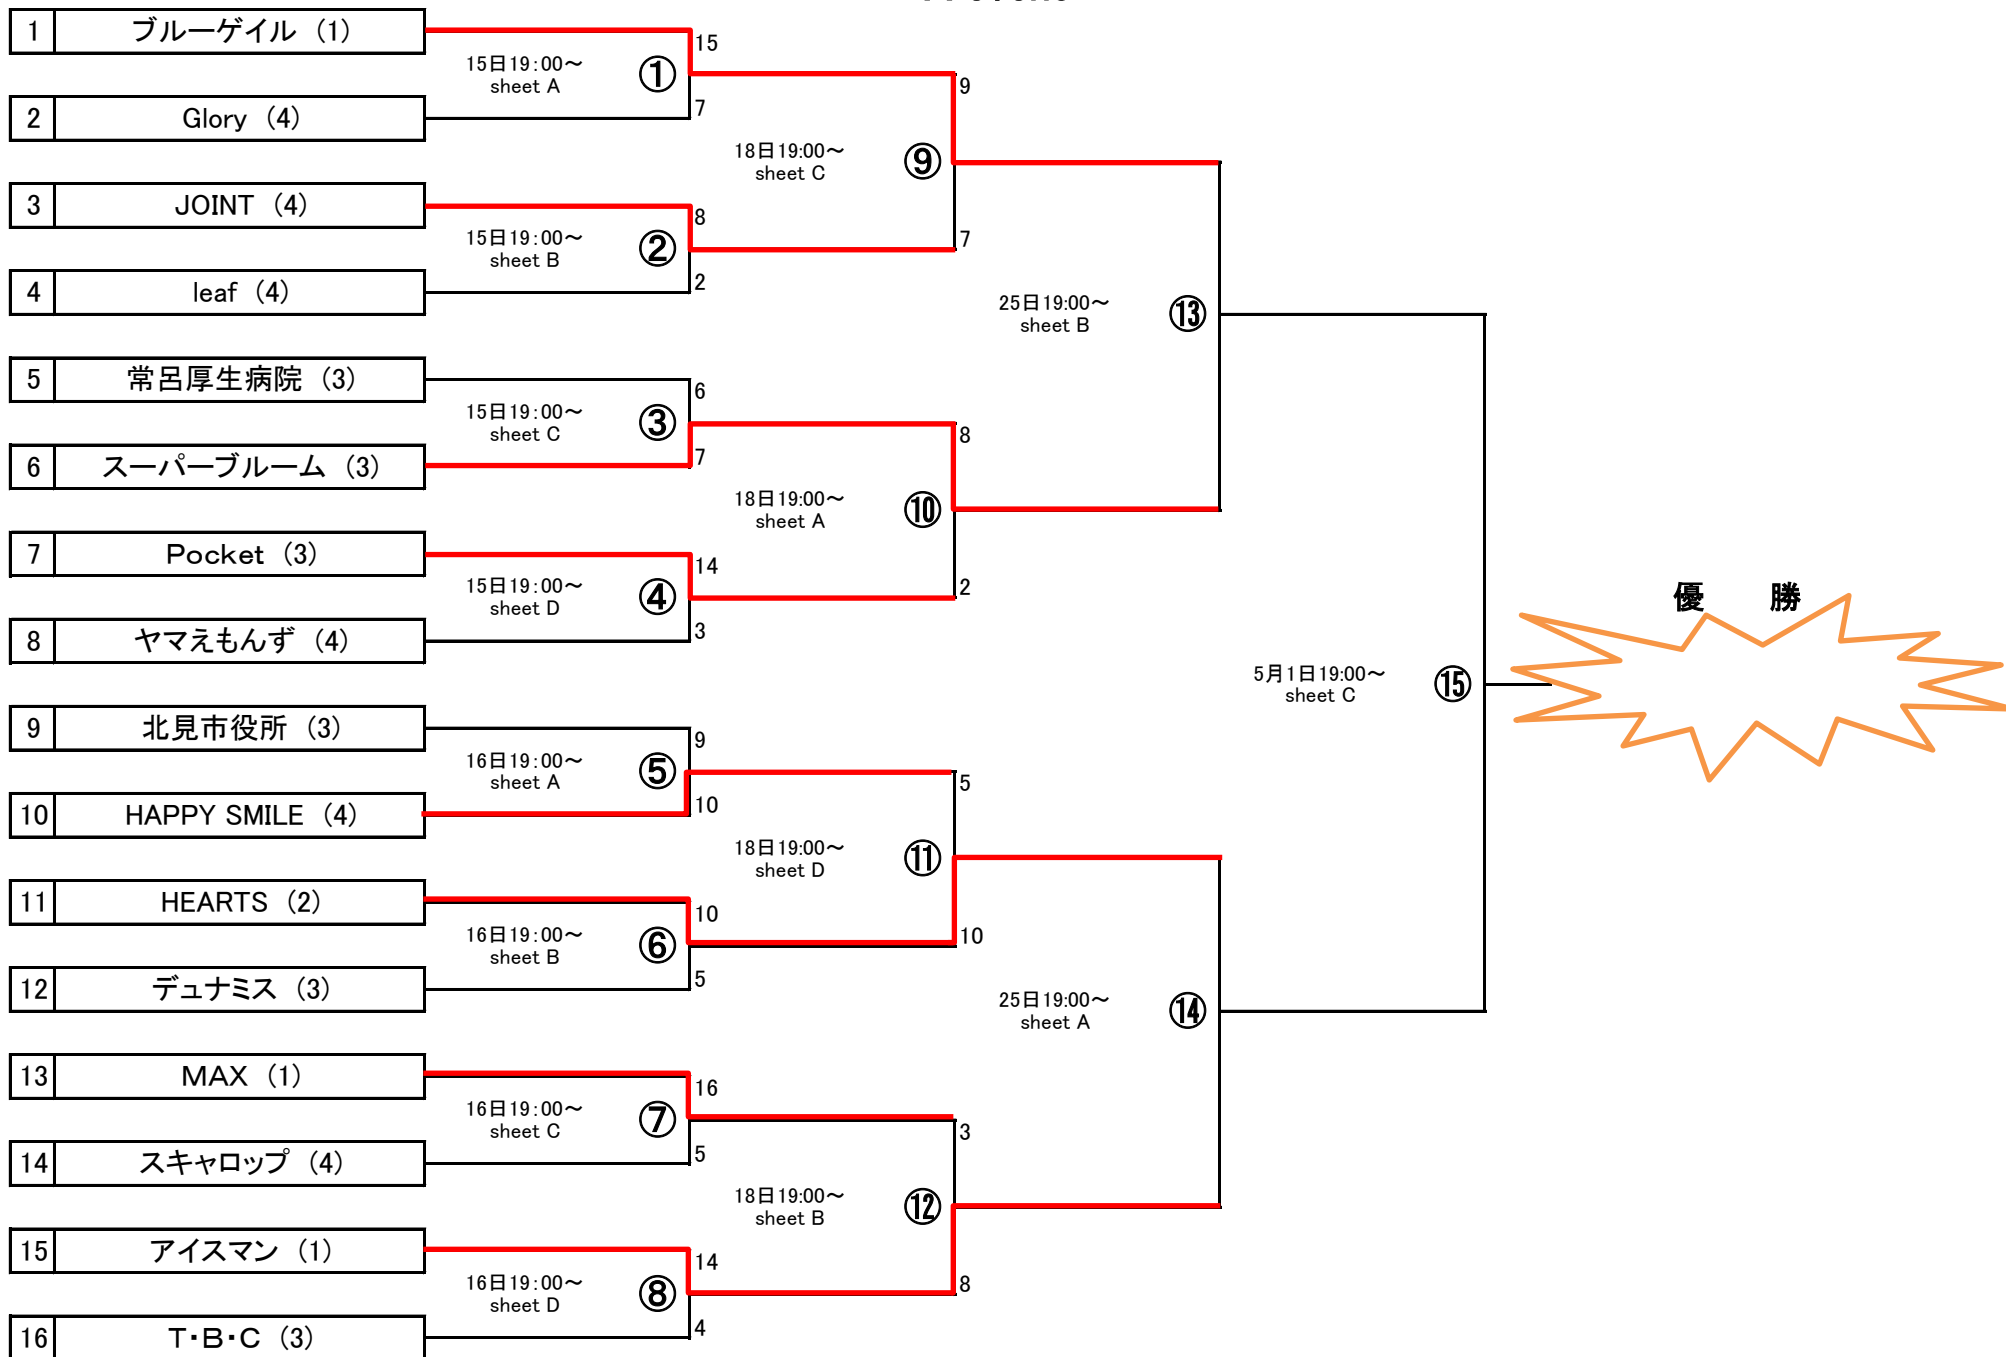 1 ブルーゲイル (1)
15
15日19:00～
sheet A
①
9
2 Glory (4)
7
18日19:00～
sheet C
⑨
3 JOINT (4)
8
15日19:00～
sheet B
②
7
4 leaf (4)
2
25日19:00～
sheet B
⑬
5 常呂厚生病院 (3)
6
15日19:00～
sheet C
③
8
6 スーパーブルーム (3)
7
18日19:00～
sheet A
⑩
7 Pocket (3)
14
15日19:00～
sheet D
④
2
8 ヤマえもんず (4)
3
優 勝
5月1日19:00～
sheet C
⑮
9 北見市役所 (3)
9
16日19:00～
sheet A
⑤
5
10 HAPPY SMILE (4)
10
18日19:00～
sheet D
⑪
11 HEARTS (2)
10
16日19:00～
sheet B
⑥
10
12 デュナミス (3)
5
25日19:00～
sheet A
⑭
13 MAX (1)
16
16日19:00～
sheet C
⑦
3
14 スキャロップ (4)
5
18日19:00～
sheet B
⑫
15 アイスマン (1)
14
16日19:00～
sheet D
⑧
8
16 T・B・C (3)
4